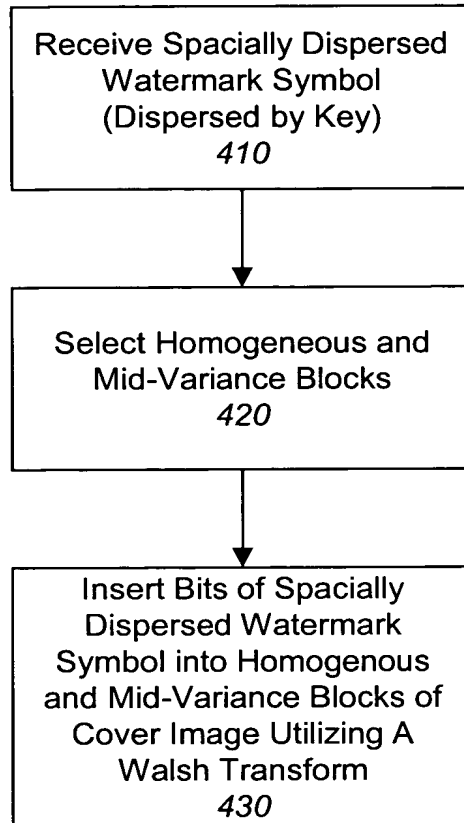 Receive Spacially Dispersed
Watermark Symbol
(Dispersed by Key)
410
Select Homogeneous and
Mid-Variance Blocks
420
Insert Bits of Spacially
Dispersed Watermark
Symbol into Homogenous
and Mid-Variance Blocks of
Cover Image Utilizing A
Walsh Transform
430